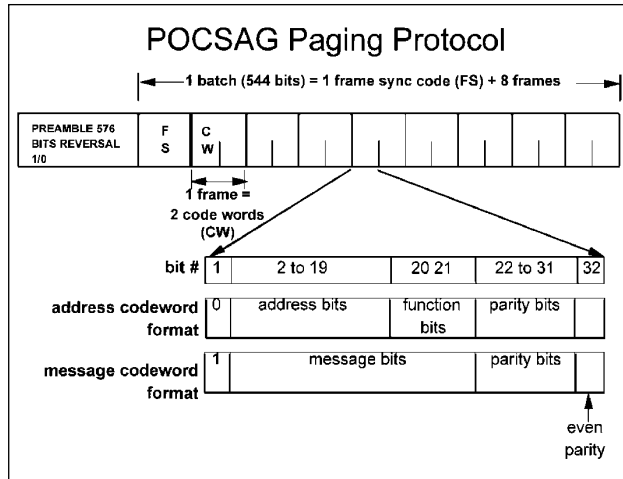 POCSAG Paging Protocol
1 batch (544 bits) = 1 frame sync code (FS) + 8 frames
PREAMBLE 576
BITS REVERSAL
1/0
F
S
C
W
1 frame =
2 code words
(CW)
bit #
1
2 to 19
20 21
22 to 31
32
address codeword
format
0
address bits
function
bits
parity bits
message codeword
format
1
message bits
parity bits
even
parity